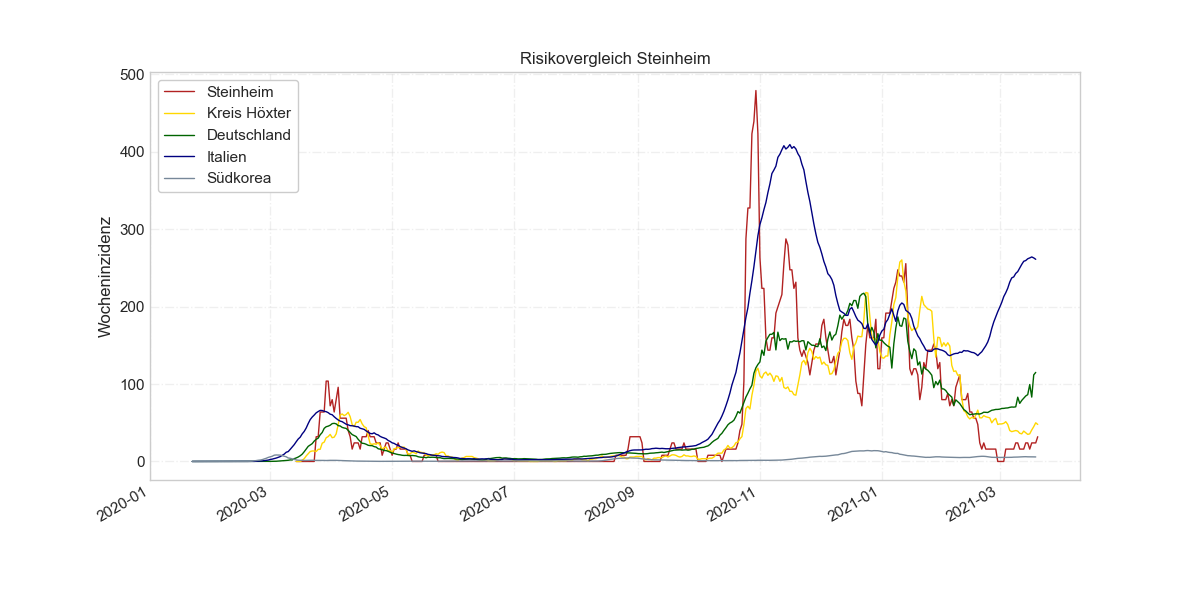 Risikovergleich Steinheim
Wocheninzidenz
500
400
300
200
100
0
Steinheim
Kreis Höxter
Deutschland
Italien
Südkorea
2020-01
2020-03
2020-05
2020-07
2020-09
2020-11
2021-01
2021-03